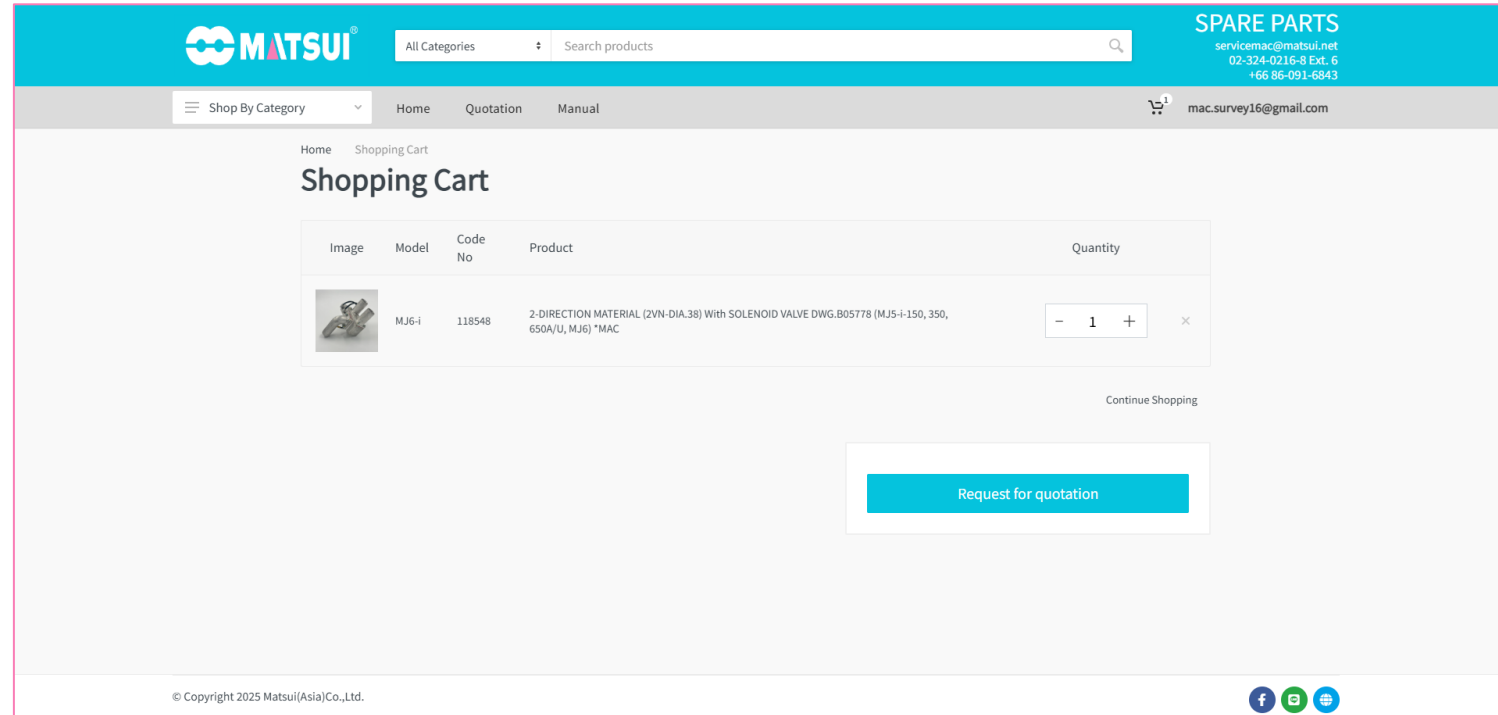 MATSUI®
All Categories
Search products
SPARE PARTS
servicemac@matsui.net
02-324-0216-8 Ext. 6
+66 86-091-6843
Shop By Category
Home
Quotation
Manual
1
mac.survey16@gmail.com
Home
Shopping Cart
Shopping Cart
Image
Model
Code
No
Product
Quantity
MJ6-i
118548
2-DIRECTION MATERIAL (2VN-DIA.38) With SOLENOID VALVE DWG.B05778 (MJ5-i-150, 350,
650A/U, MJ6) *MAC
− 1 + ×
Continue Shopping
Request for quotation
© Copyright 2025 Matsui(Asia)Co.,Ltd.